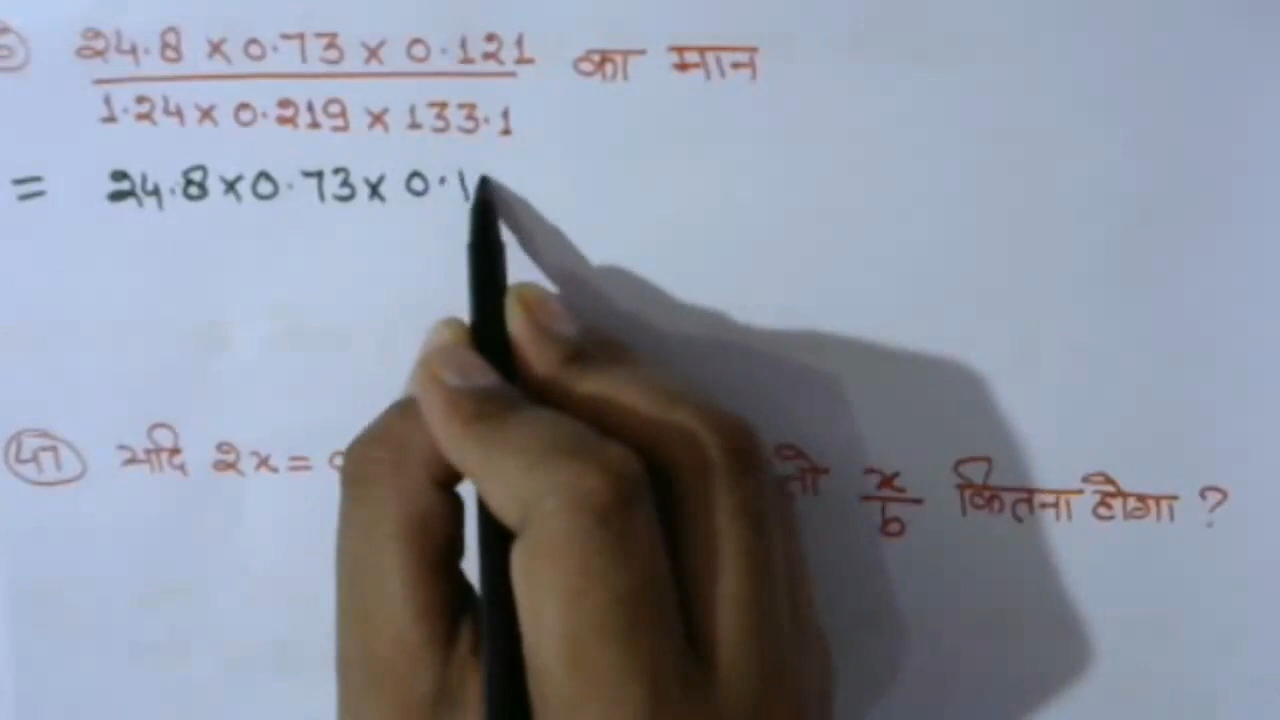 24.8 × 0.73 × 0.121 का मान
1.24 × 0.219 × 133.1
= 24.8 × 0.73 × 0.1
47 यदि 2x = तो x/b कितना होगा ?